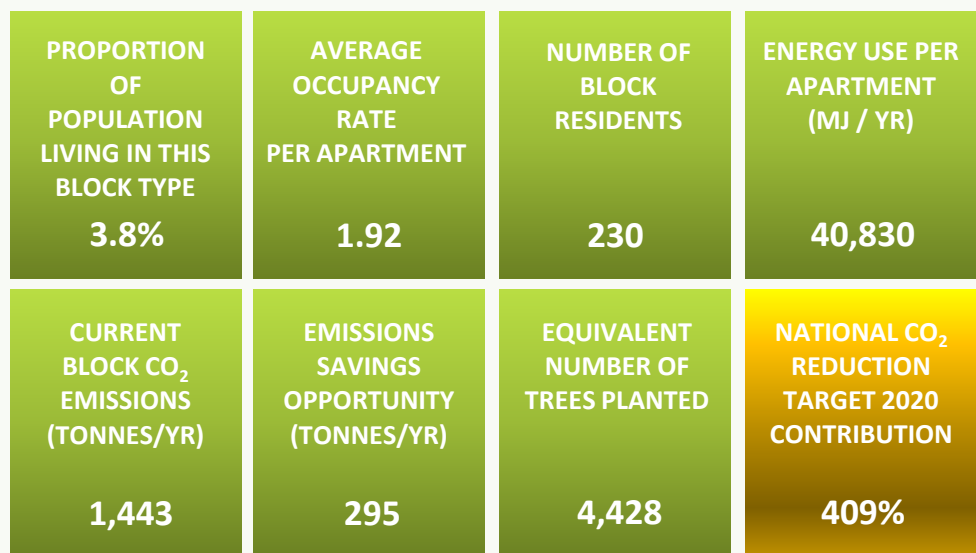 PROPORTION
OF
POPULATION
LIVING IN THIS
BLOCK TYPE
3.8%
AVERAGE
OCCUPANCY
RATE
PER APARTMENT
1.92
NUMBER OF
BLOCK
RESIDENTS
230
ENERGY USE PER
APARTMENT
(MJ / YR)
40,830
CURRENT
BLOCK CO₂
EMISSIONS
(TONNES/YR)
1,443
EMISSIONS
SAVINGS
OPPORTUNITY
(TONNES/YR)
295
EQUIVALENT
NUMBER OF
TREES PLANTED
4,428
NATIONAL CO₂
REDUCTION
TARGET 2020
CONTRIBUTION
409%